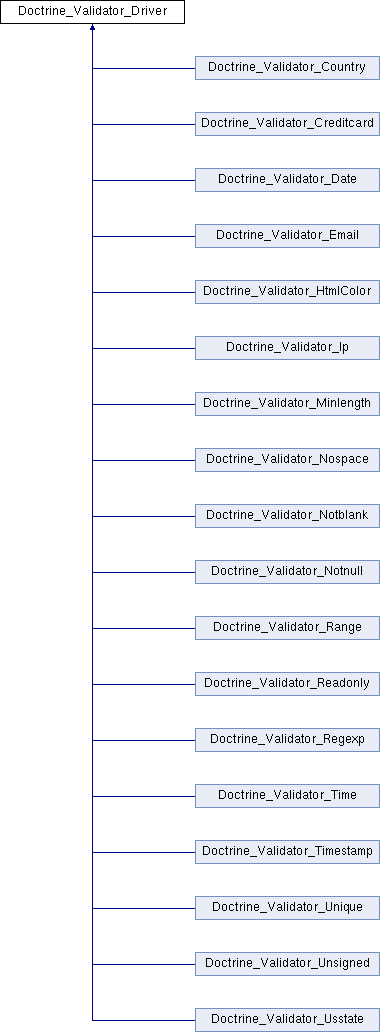 Doctrine_Validator_Driver
Doctrine_Validator_Country
Doctrine_Validator_Creditcard
Doctrine_Validator_Date
Doctrine_Validator_Email
Doctrine_Validator_HtmlColor
Doctrine_Validator_Ip
Doctrine_Validator_Minlength
Doctrine_Validator_Nospace
Doctrine_Validator_Notblank
Doctrine_Validator_Notnull
Doctrine_Validator_Range
Doctrine_Validator_Readonly
Doctrine_Validator_Regexp
Doctrine_Validator_Time
Doctrine_Validator_Timestamp
Doctrine_Validator_Unique
Doctrine_Validator_Unsigned
Doctrine_Validator_Usstate